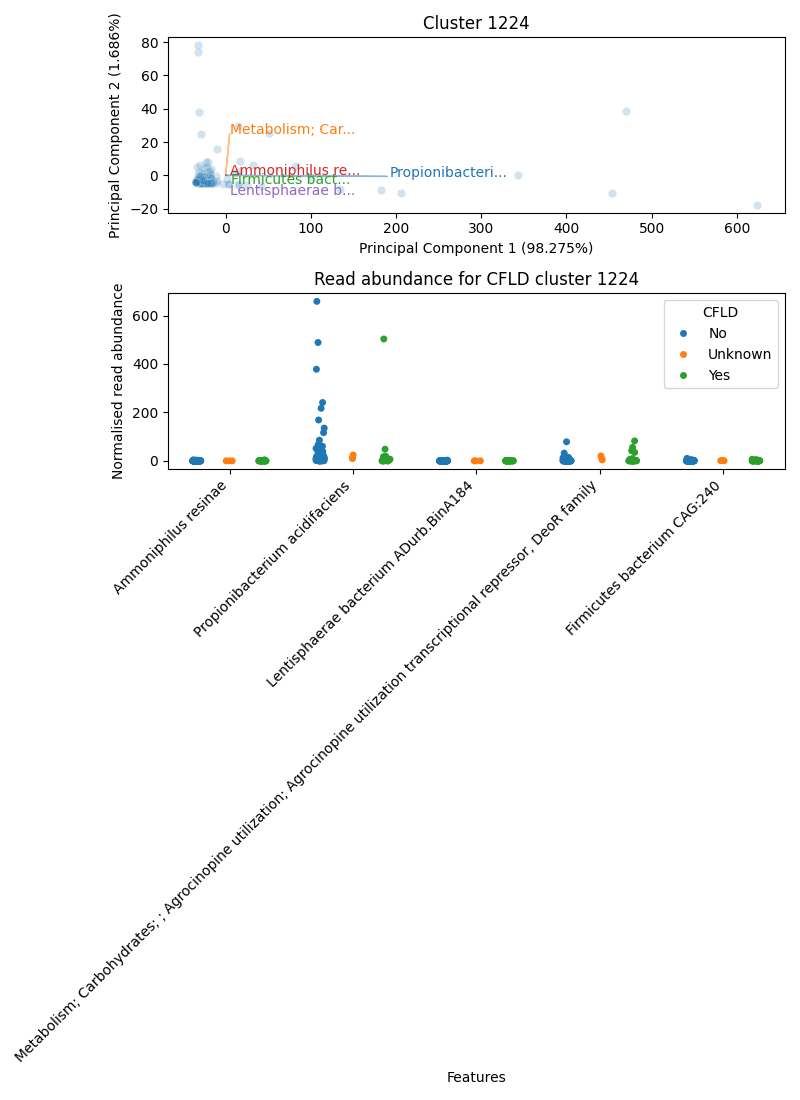 Cluster 1224
Principal Component 2 (1.686%)
80
60
40
20
0
−20
Metabolism; Car...
Ammoniphilus re...
Propionibacteri...
Firmicutes bact...
Lentisphaerae b...
0 100 200 300 400 500 600
Principal Component 1 (98.275%)
Read abundance for CFLD cluster 1224
Normalised read abundance
600
400
200
0
CFLD
No
Unknown
Yes
Ammoniphilus resinae
Propionibacterium acidifaciens
Lentisphaerae bacterium ADurb.BinA184
Metabolism; Carbohydrates; ; Agrocinopine utilization; Agrocinopine utilization transcriptional repressor, DeoR family
Firmicutes bacterium CAG:240
Features